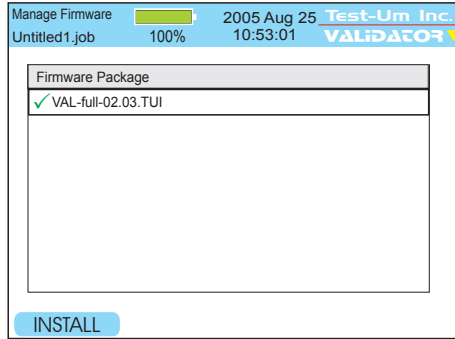 Manage Firmware 2005 Aug 25 Test-Um Inc.
Untitled1.job 100% 10:53:01 VALIDATOR
Firmware Package
VAL-full-02.03.TUI
INSTALL